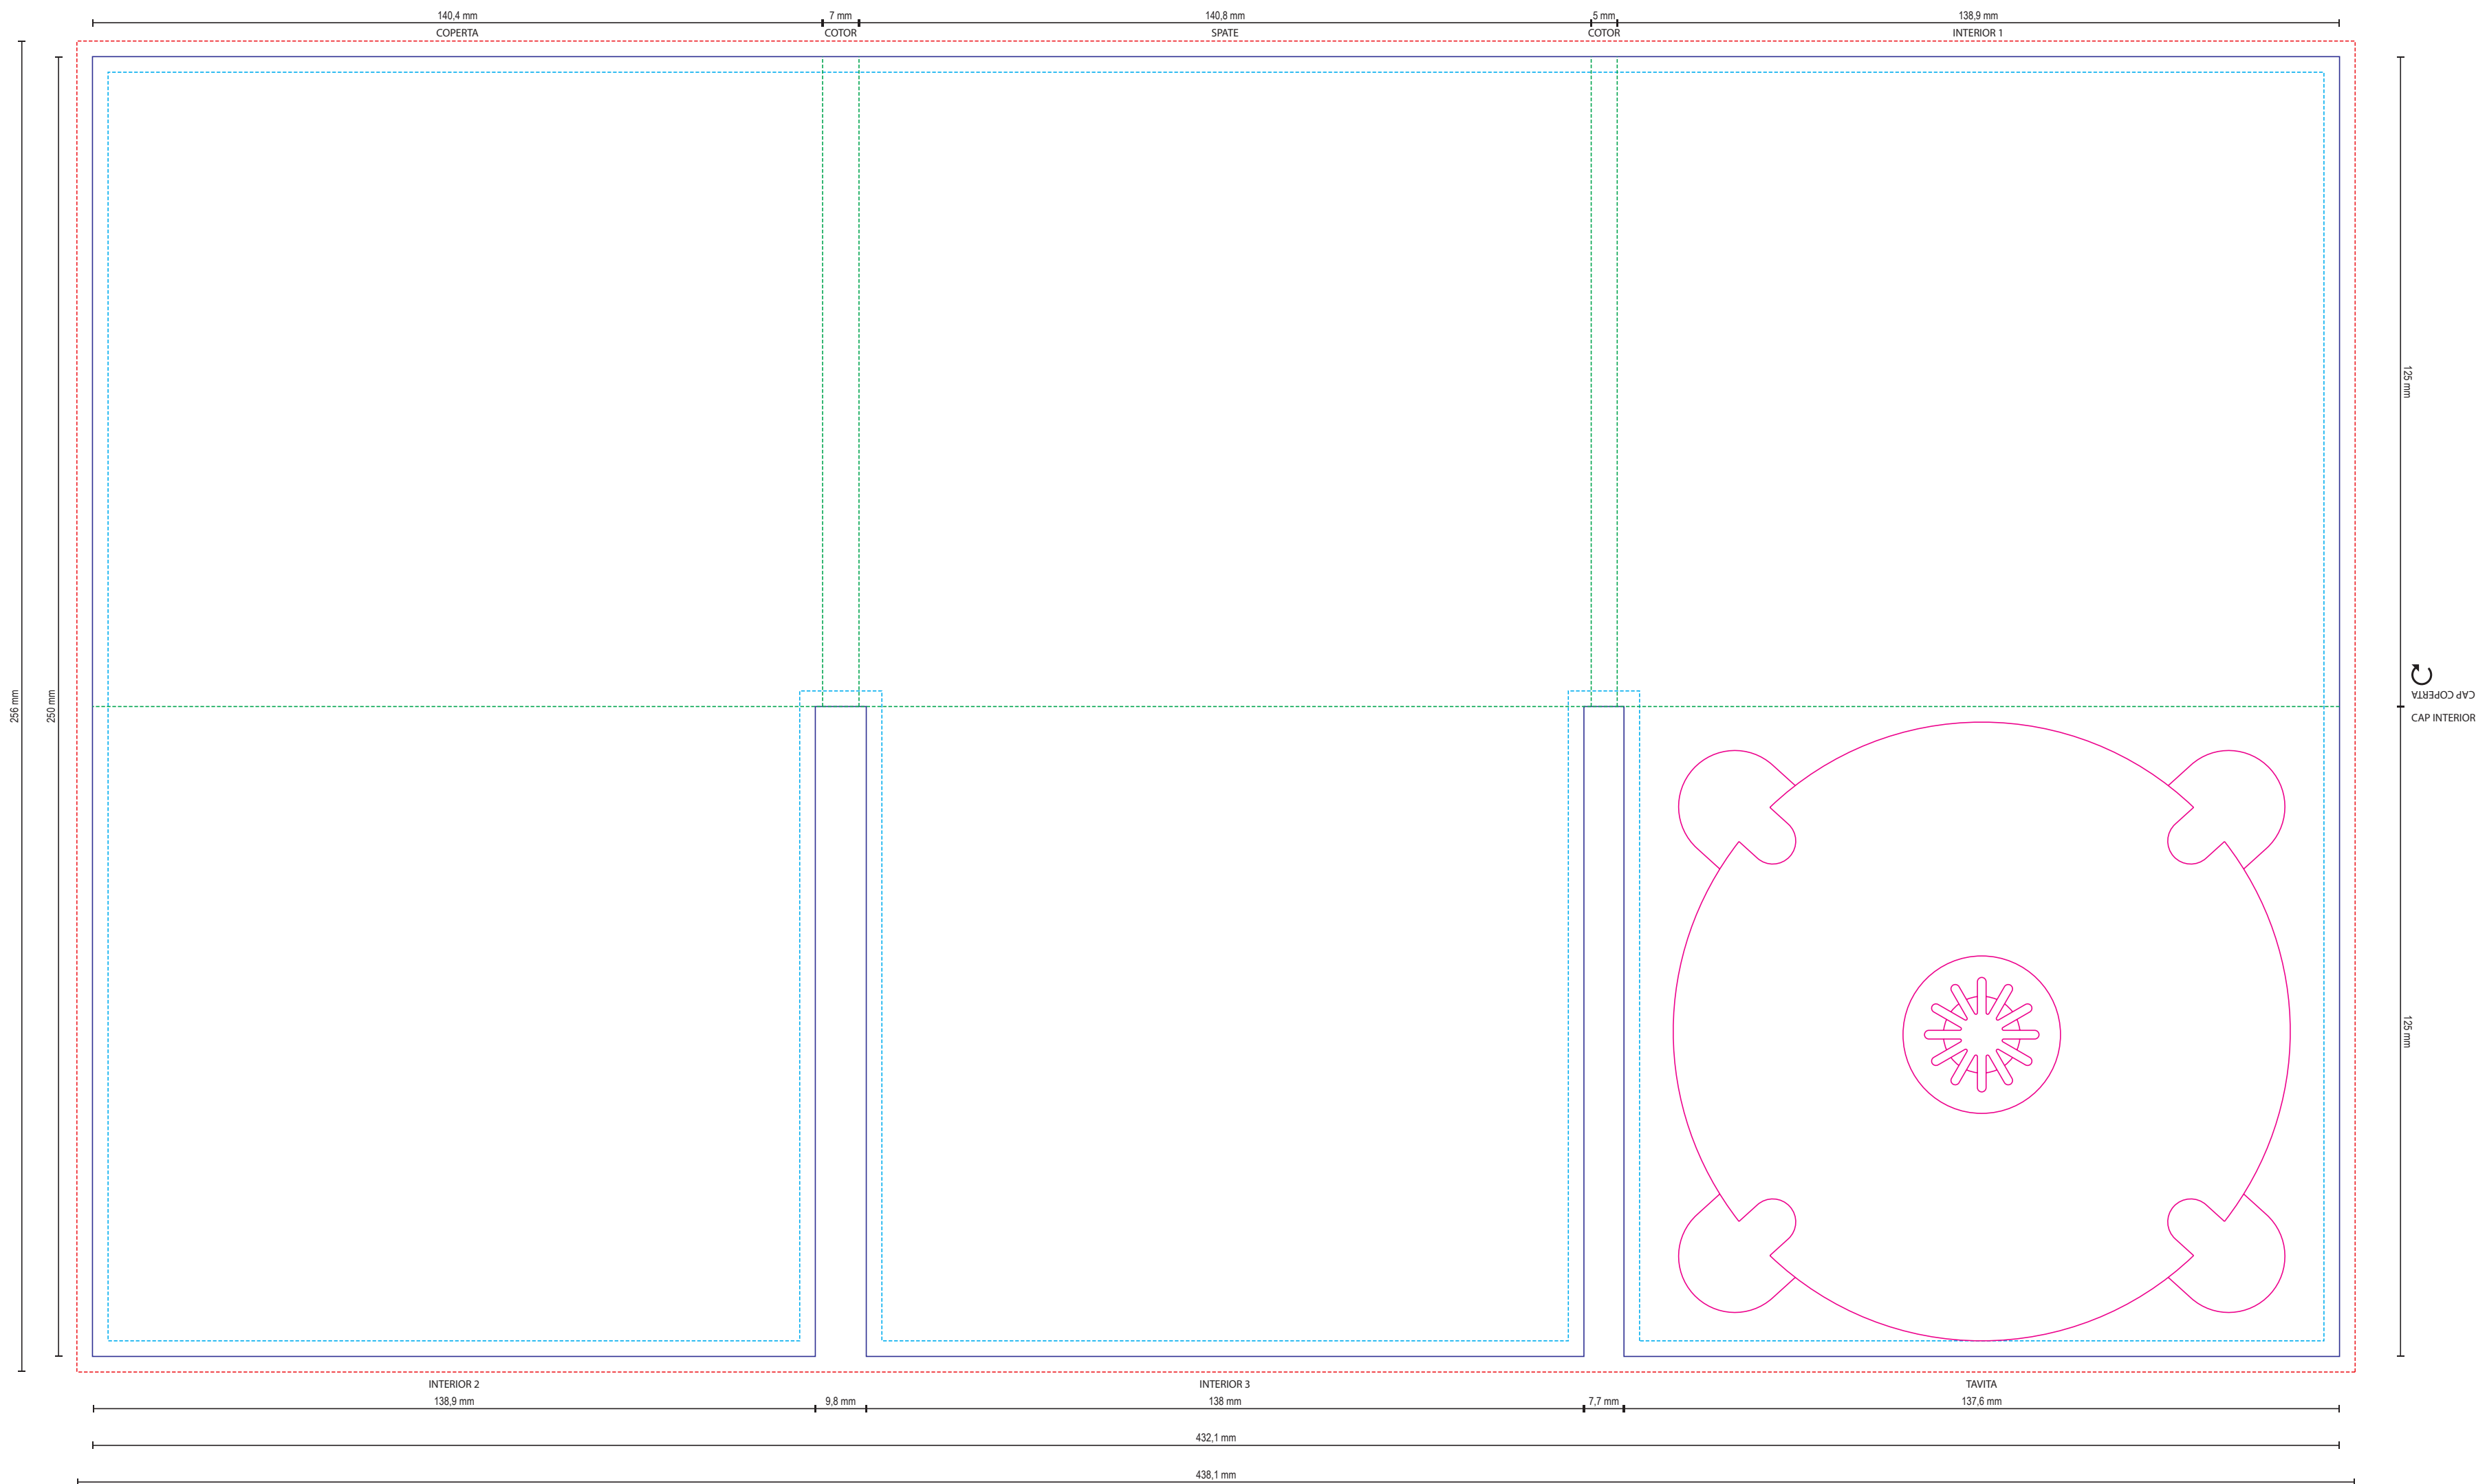 140,4 mm
7 mm
140,8 mm
5 mm
138,9 mm
COPERTA
COTOR
SPATE
COTOR
INTERIOR 1
256 mm
250 mm
125 mm
CAP COPERTA
CAP INTERIOR
125 mm
INTERIOR 2
INTERIOR 3
TAVITA
138,9 mm
9,8 mm
138 mm
7,7 mm
137,6 mm
432,1 mm
438,1 mm